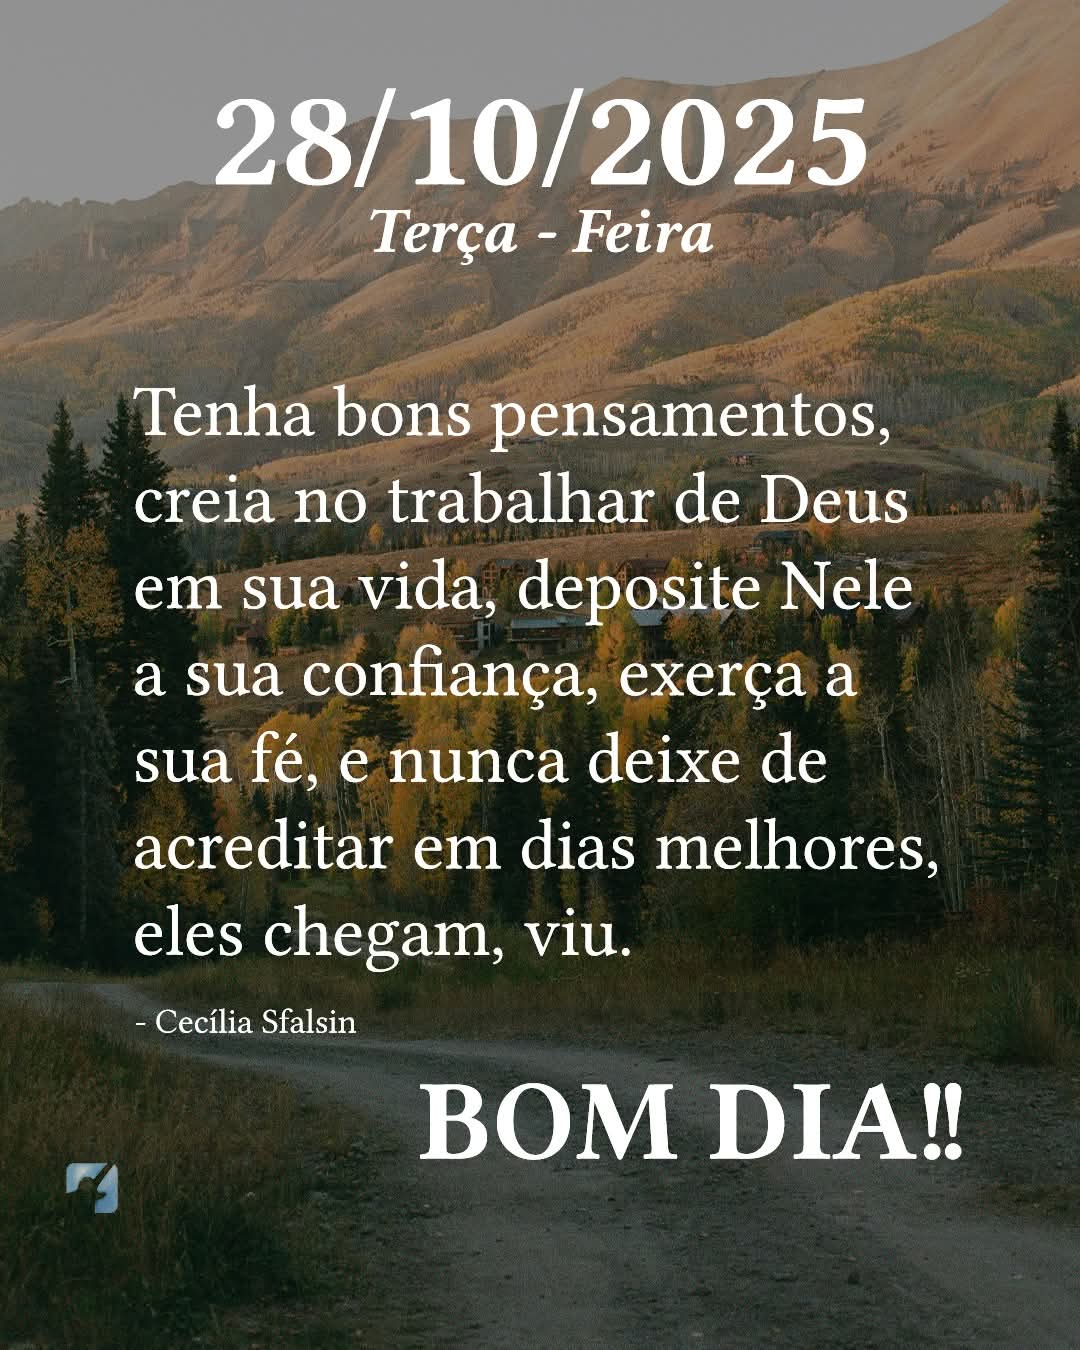 28/10/2025
Terça - Feira
Tenha bons pensamentos,
creia no trabalhar de Deus
em sua vida, deposite Nele
a sua confiança, exerça a
sua fé, e nunca deixe de
acreditar em dias melhores,
eles chegam, viu.
- Cecília Sfalsin
BOM DIA!!